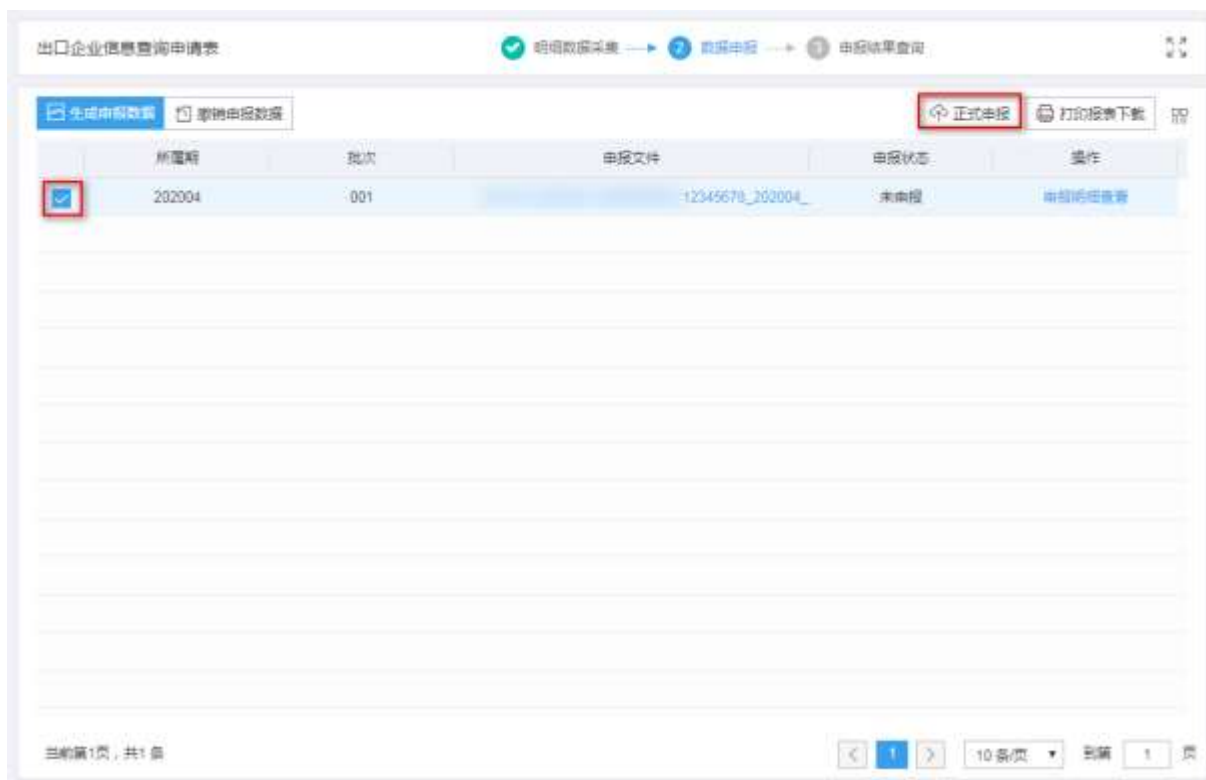 出口企业信息查询申请表 明细数据采集 2 数据申报 3 申报结果查询
生成申报数据 撤销申报数据 正式申报 打印报表下载
所属期 批次 申报文件 申报状态 操作
202004 001 12345678_202004_ 未申报 申报明细查看
当前第1页,共1条 < 1 > 10条/页 到第 1 页